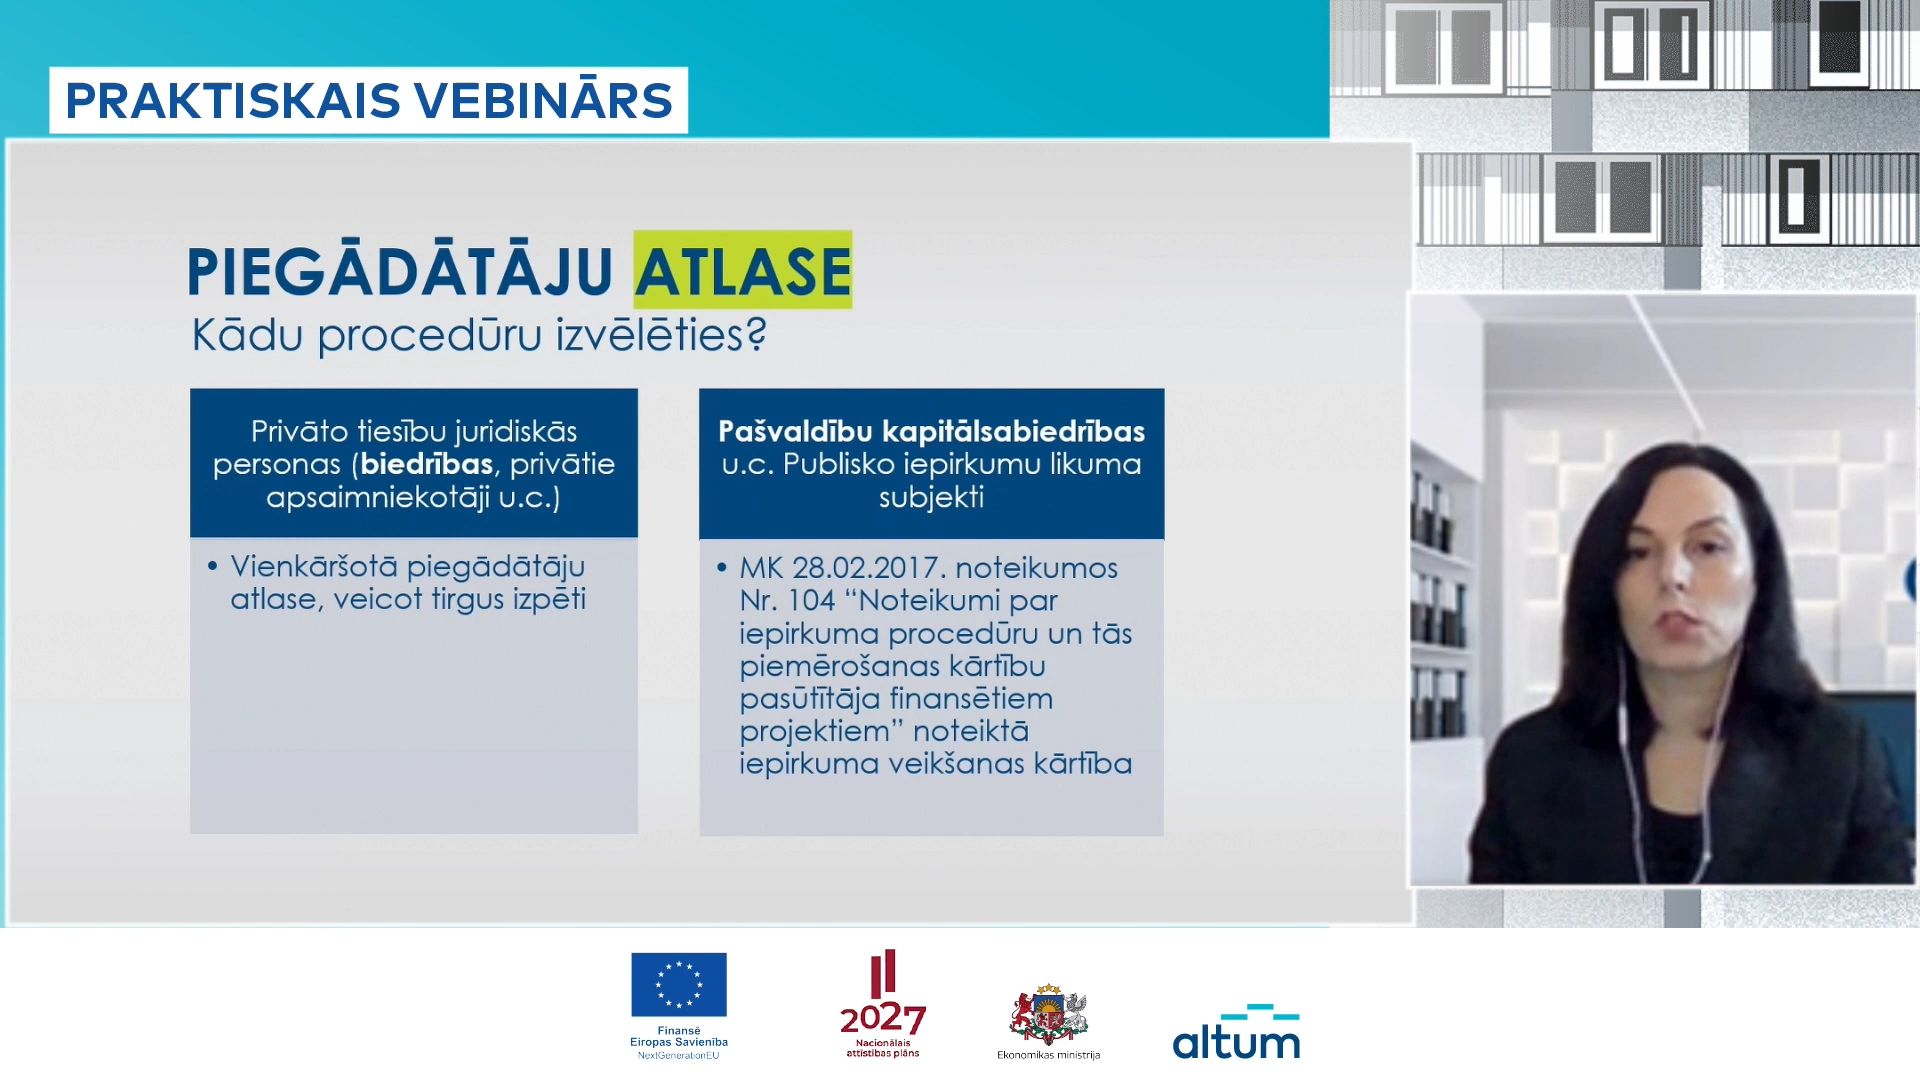 PRAKTISKAIS VEBINĀRS
PIEGĀDĀTĀJU ATLASE
Kādu procedūru izvēlēties?
Privāto tiesību juridiskās
personas (biedrības, privātie
apsaimniekotāji u.c.)
• Vienkāršotā piegādātāju
atlase, veicot tirgus izpēti
Pašvaldību kapitālsabiedrības
u.c. Publisko iepirkumu likuma
subjekti
• MK 28.02.2017. noteikumos
Nr. 104 “Noteikumi par
iepirkuma procedūru un tās
piemērošanas kārtību
pasūtītāja finansētiem
projektiem” noteiktā
iepirkuma veikšanas kārtība
Finansē
Eiropas Savienība
NextGenerationEU
2027
Nacionālais
attīstības plāns
Ekonomikas ministrija
altum